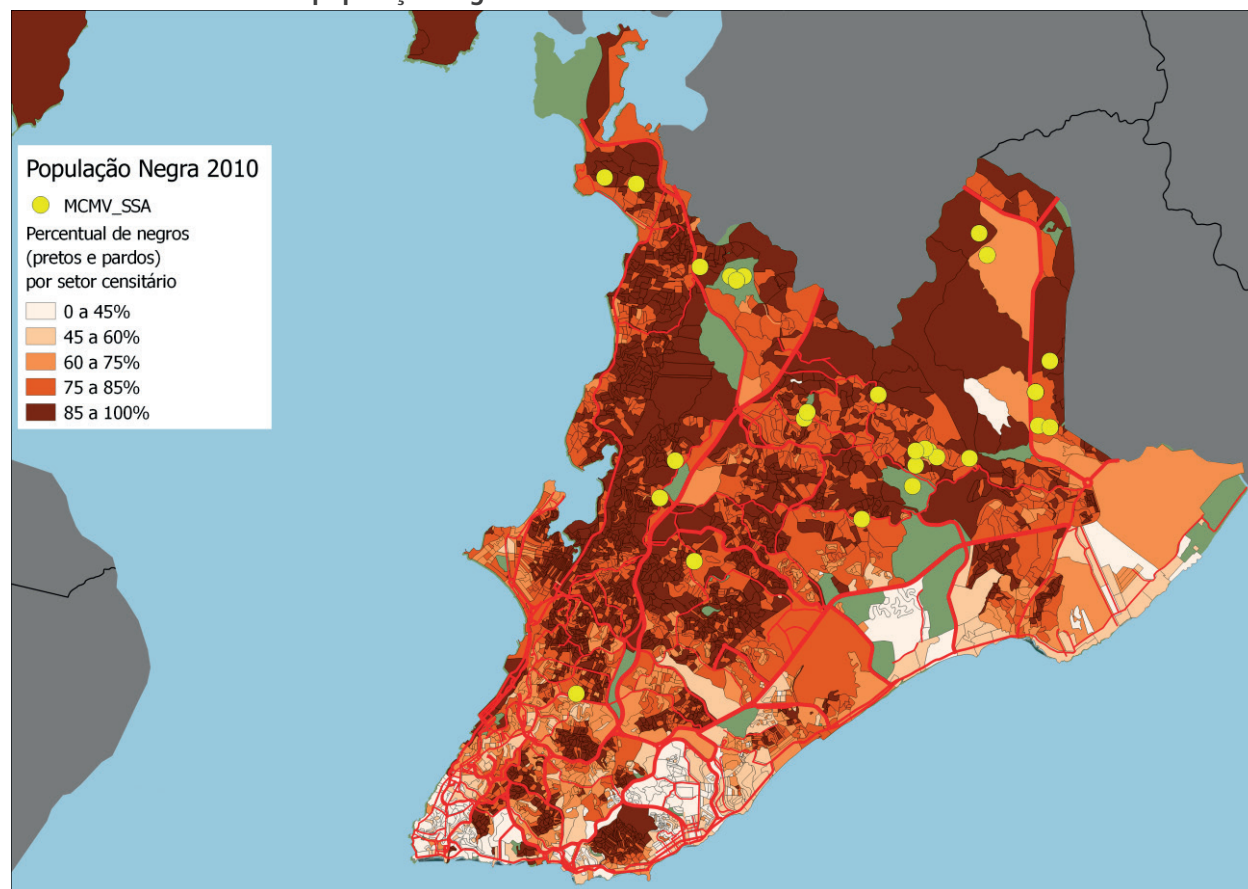 População Negra 2010
MCMV_SSA
Percentual de negros
(pretos e pardos)
por setor censitário
0 a 45%
45 a 60%
60 a 75%
75 a 85%
85 a 100%